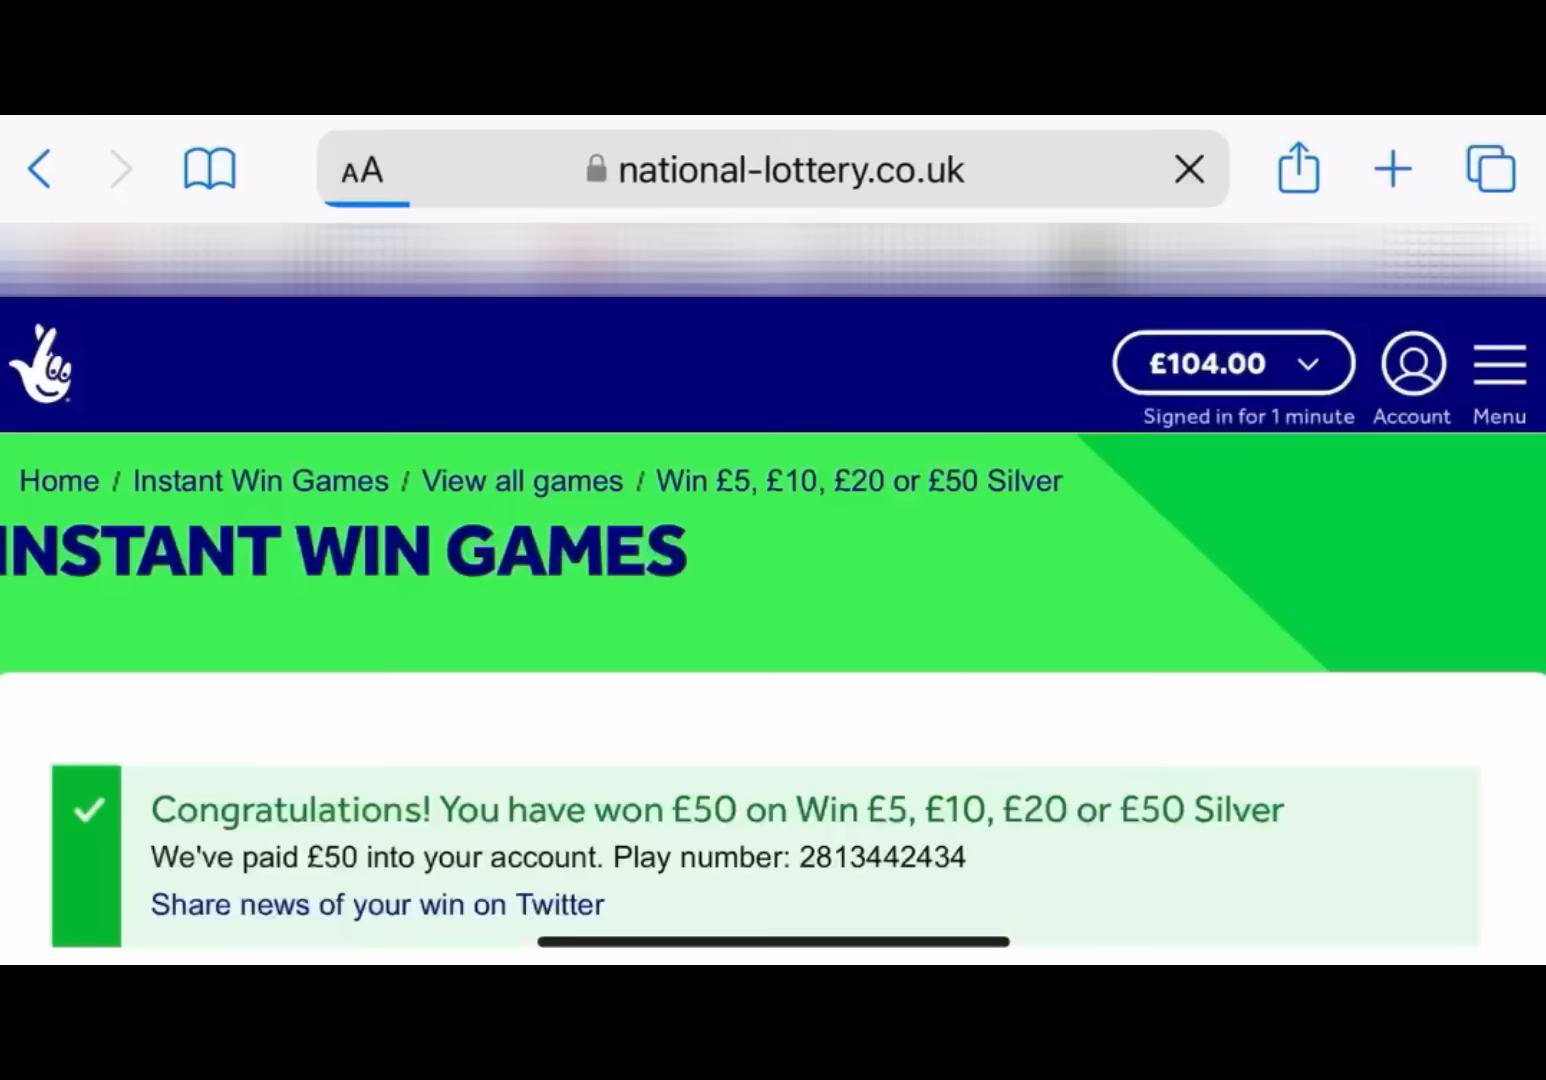 AA national-lottery.co.uk
£104.00
Signed in for 1 minute Account Menu
Home / Instant Win Games / View all games / Win £5, £10, £20 or £50 Silver
INSTANT WIN GAMES
Congratulations! You have won £50 on Win £5, £10, £20 or £50 Silver
We've paid £50 into your account. Play number: 2813442434
Share news of your win on Twitter